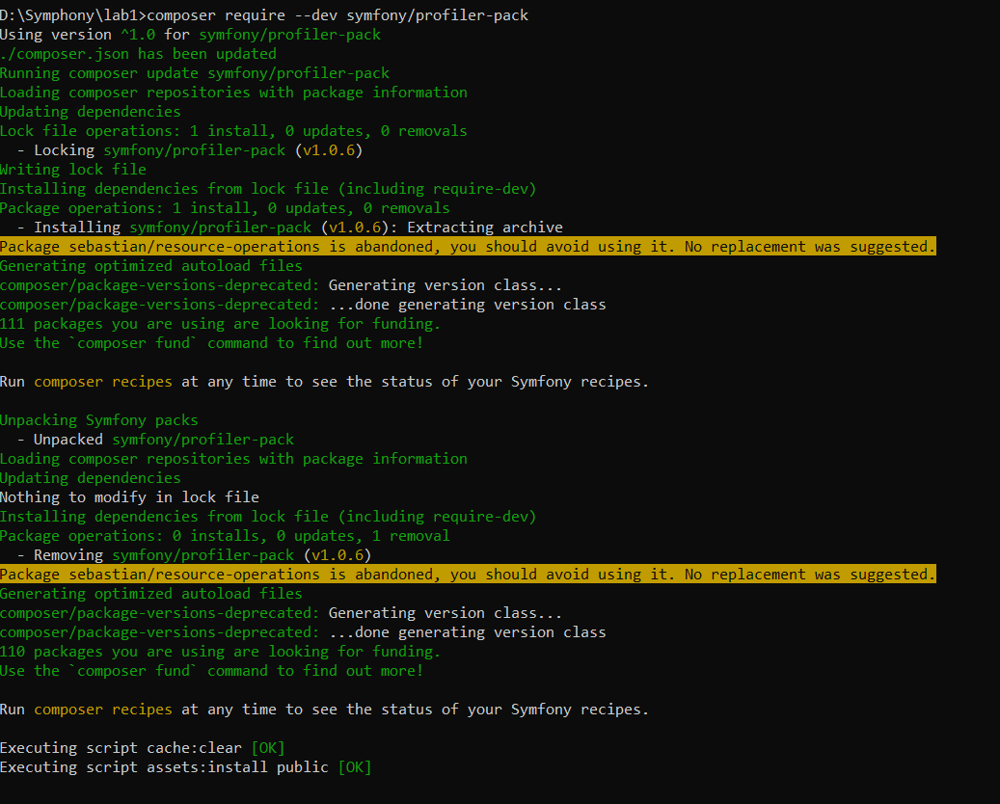 D:\Symphony\lab1>composer require --dev symfony/profiler-pack
Using version ^1.0 for symfony/profiler-pack
./composer.json has been updated
Running composer update symfony/profiler-pack
Loading composer repositories with package information
Updating dependencies
Lock file operations: 1 install, 0 updates, 0 removals
  - Locking symfony/profiler-pack (v1.0.6)
Writing lock file
Installing dependencies from lock file (including require-dev)
Package operations: 1 install, 0 updates, 0 removals
  - Installing symfony/profiler-pack (v1.0.6): Extracting archive
Package sebastian/resource-operations is abandoned, you should avoid using it. No replacement was suggested.
Generating optimized autoload files
composer/package-versions-deprecated: Generating version class...
composer/package-versions-deprecated: ...done generating version class
111 packages you are using are looking for funding.
Use the `composer fund` command to find out more!
Run composer recipes at any time to see the status of your Symfony recipes.
Unpacking Symfony packs
  - Unpacked symfony/profiler-pack
Loading composer repositories with package information
Updating dependencies
Nothing to modify in lock file
Installing dependencies from lock file (including require-dev)
Package operations: 0 installs, 0 updates, 1 removal
  - Removing symfony/profiler-pack (v1.0.6)
Package sebastian/resource-operations is abandoned, you should avoid using it. No replacement was suggested.
Generating optimized autoload files
composer/package-versions-deprecated: Generating version class...
composer/package-versions-deprecated: ...done generating version class
110 packages you are using are looking for funding.
Use the `composer fund` command to find out more!
Run composer recipes at any time to see the status of your Symfony recipes.
Executing script cache:clear [OK]
Executing script assets:install public [OK]